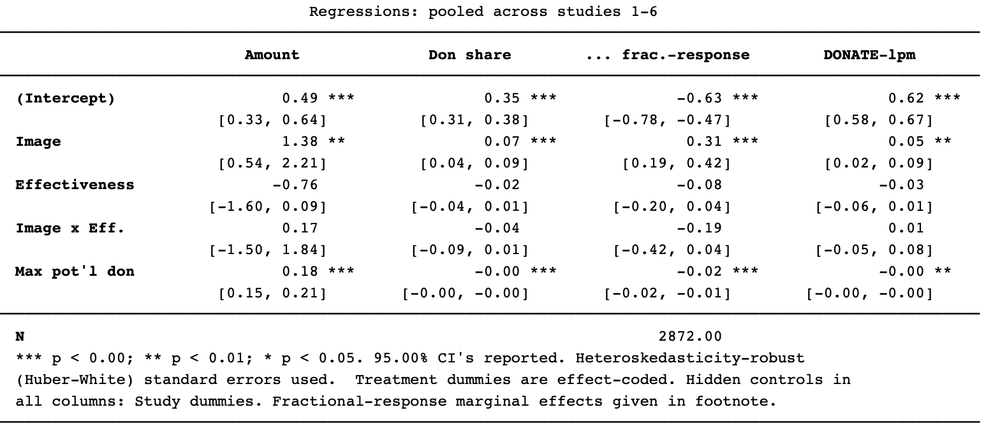 Regressions: pooled across studies 1-6
Amount Don share ... frac.-response DONATE-lpm
(Intercept) 0.49 *** 0.35 *** -0.63 *** 0.62 ***
[0.33, 0.64] [0.31, 0.38] [-0.78, -0.47] [0.58, 0.67]
Image 1.38 ** 0.07 *** 0.31 *** 0.05 **
[0.54, 2.21] [0.04, 0.09] [0.19, 0.42] [0.02, 0.09]
Effectiveness -0.76 -0.02 -0.08 -0.03
[-1.60, 0.09] [-0.04, 0.01] [-0.20, 0.04] [-0.06, 0.01]
Image x Eff. 0.17 -0.04 -0.19 0.01
[-1.50, 1.84] [-0.09, 0.01] [-0.42, 0.04] [-0.05, 0.08]
Max pot'l don 0.18 *** -0.00 *** -0.02 *** -0.00 **
[0.15, 0.21] [-0.00, -0.00] [-0.02, -0.01] [-0.00, -0.00]
N 2872.00
*** p < 0.00; ** p < 0.01; * p < 0.05. 95.00% CI's reported. Heteroskedasticity-robust
(Huber-White) standard errors used.  Treatment dummies are effect-coded. Hidden controls in
all columns: Study dummies. Fractional-response marginal effects given in footnote.